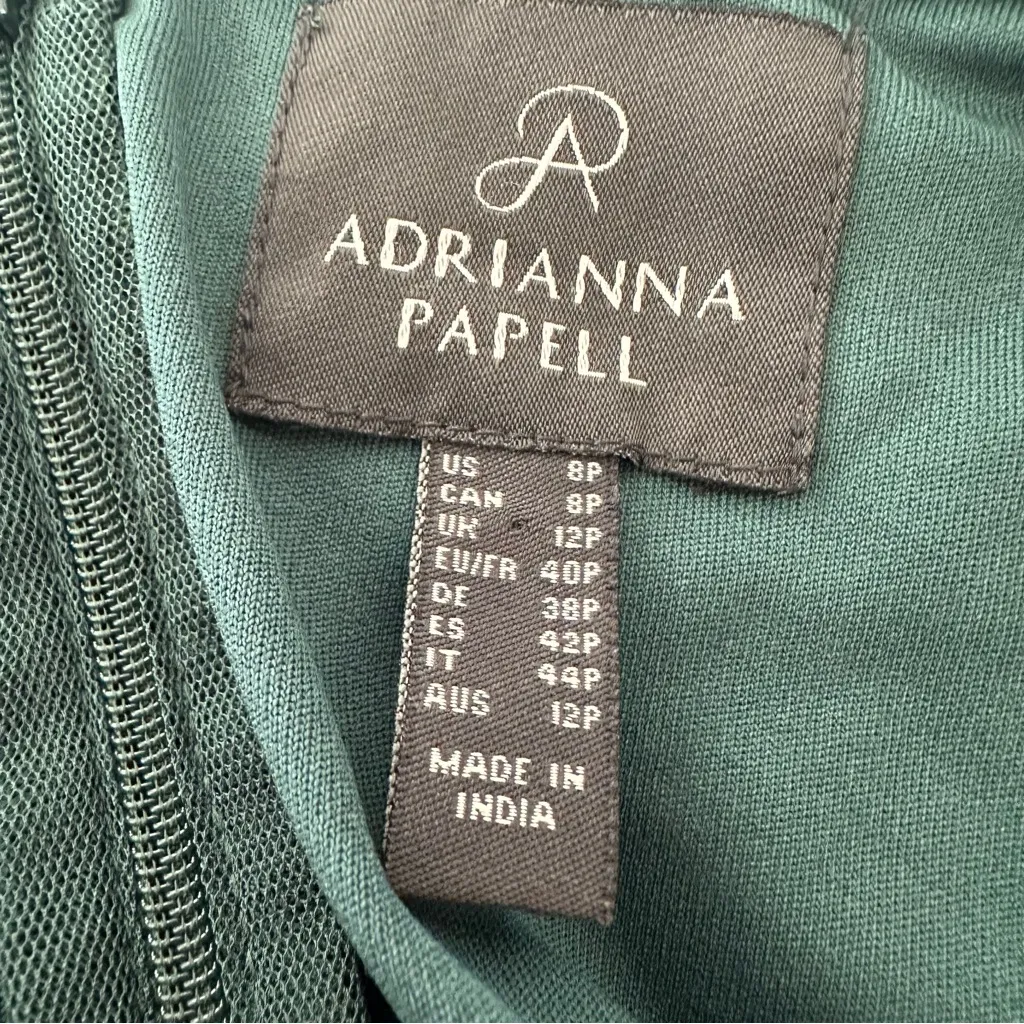 AP
ADRIANNA
PAPELL
US 8P
CAN 8P
UK 12P
EU/FR 40P
DE 38P
ES 42P
IT 44P
AUS 12P
MADE IN
INDIA